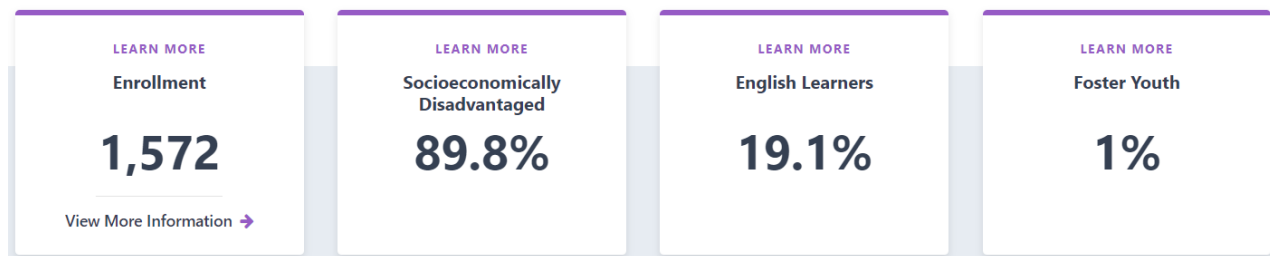 LEARN MORE
Enrollment
1,572
View More Information
LEARN MORE
Socioeconomically
Disadvantaged
89.8%
LEARN MORE
English Learners
19.1%
LEARN MORE
Foster Youth
1%